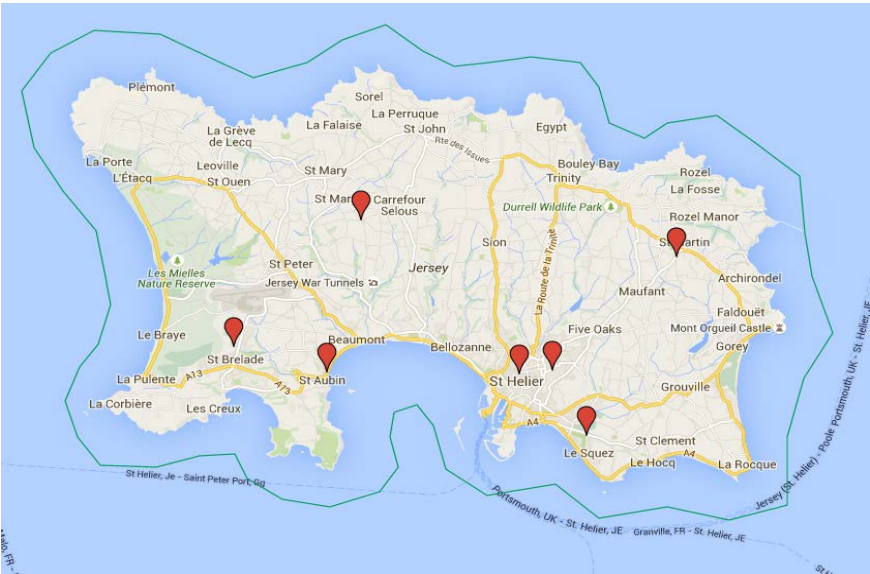 Plémont
Sorel
La Perruque
La Grève
de Lecq
La Falaise
St John
Egypt
Rte des Issues
La Porte
L'Étacq
Leoville
St Ouen
St Mary
Bouley Bay
Trinity
Rozel
La Fosse
St Mar
Carrefour
Selous
Durrell Wildlife Park
Rozel Manor
Sion
St Martin
La Route de la Trinité
St Peter
Jersey
Les Mielles
Nature Reserve
Jersey War Tunnels
Maufant
Archirondel
Faldouët
Mont Orgueil Castle
Le Braye
Beaumont
Bellozanne
Five Oaks
Gorey
St Brelade
La Pulente
A13
A13
St Aubin
St Helier
Grouville
La Corbière
Les Creux
A4
St Clement
Le Squez
Le Hocq
A4
La Rocque
St Helier, Je - Saint Peter Port, Gg
Portsmouth, UK - St. Helier, JE
Granville, FR - St. Helier, JE
Jersey (St. Helier) - Poole
Portsmouth, UK - St. Helier, JE
Malo, FR - S